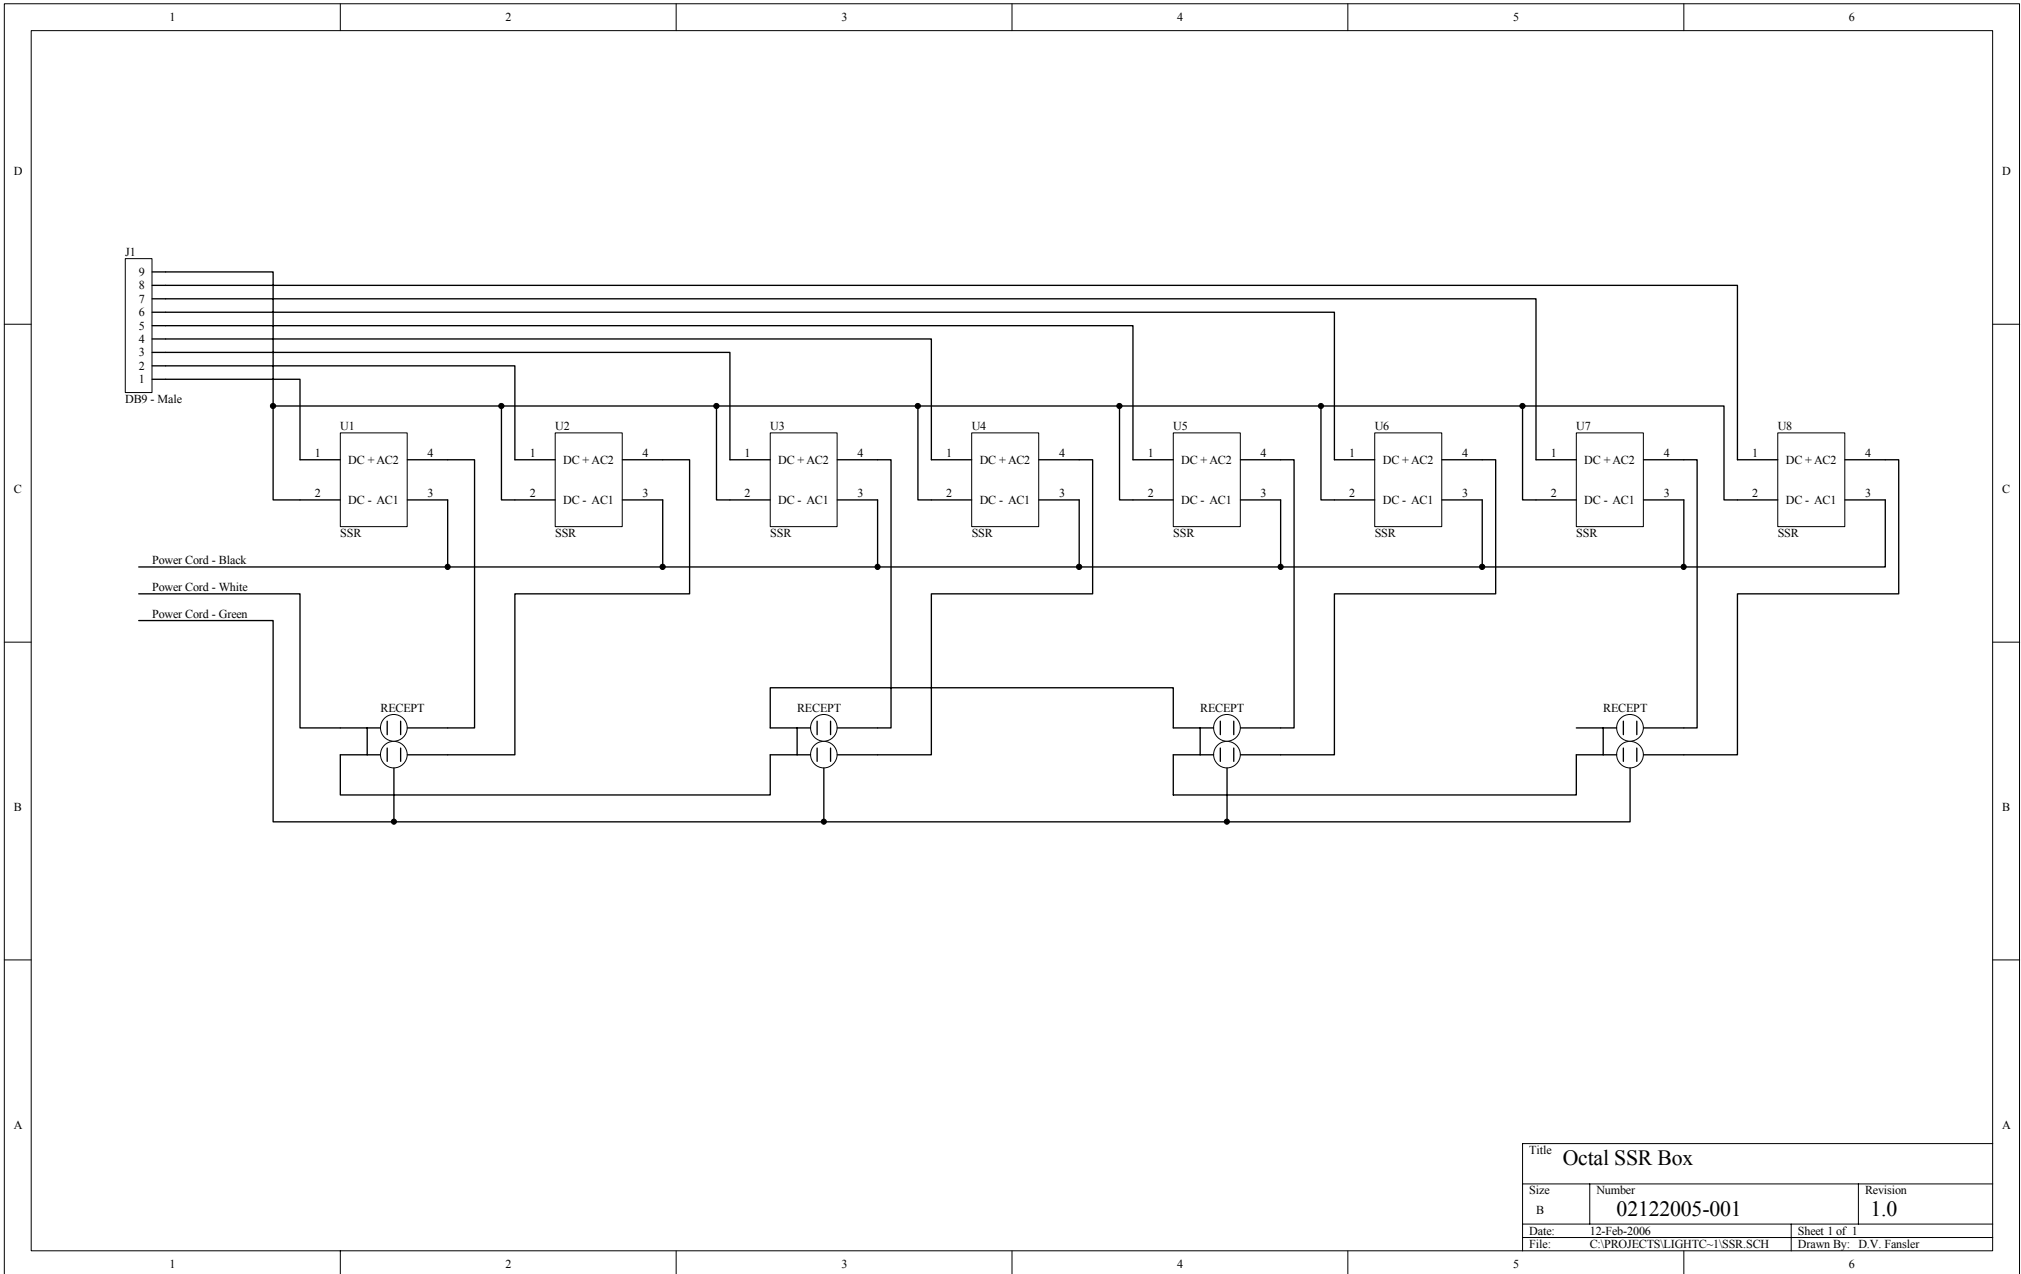 1 2 3 4 5 6
D D
J1
9
8
7
6
5
4
3
2
1
DB9 - Male
U1 U2 U3 U4 U5 U6 U7 U8
1 DC + AC2 4 1 DC + AC2 4 1 DC + AC2 4 1 DC + AC2 4 1 DC + AC2 4 1 DC + AC2 4 1 DC + AC2 4 1 DC + AC2 4
C C
2 DC - AC1 3 2 DC - AC1 3 2 DC - AC1 3 2 DC - AC1 3 2 DC - AC1 3 2 DC - AC1 3 2 DC - AC1 3 2 DC - AC1 3
SSR SSR SSR SSR SSR SSR SSR SSR
Power Cord - Black
Power Cord - White
Power Cord - Green
RECEPT RECEPT RECEPT RECEPT
B B
A A
Title Octal SSR Box
Size Number Revision
B 02122005-001 1.0
Date: 12-Feb-2006 Sheet 1 of 1
File: C:\PROJECTS\LIGHTC~1\SSR.SCH Drawn By: D.V. Fansler
1 2 3 4 5 6